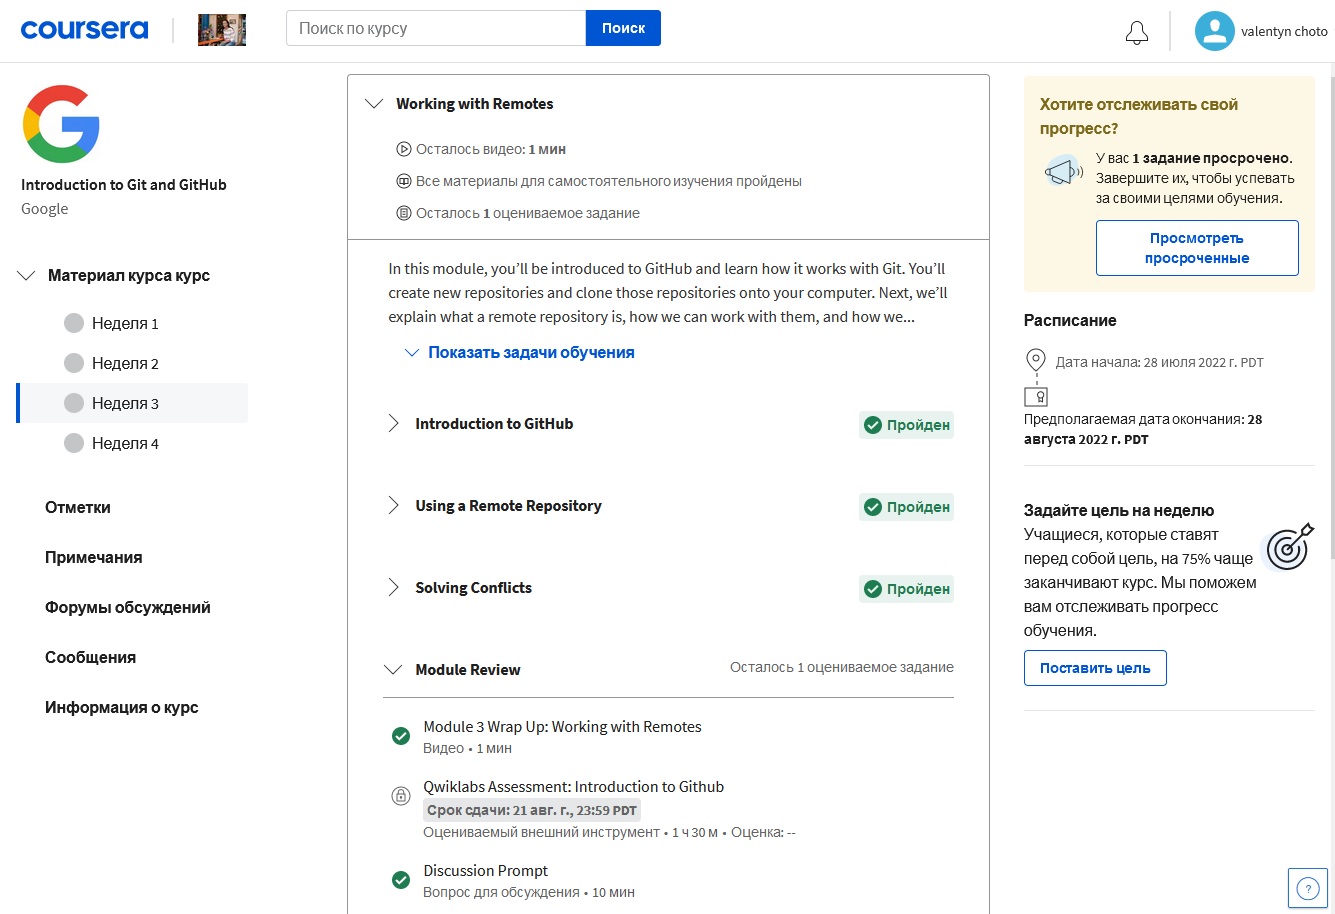 coursera
Поиск по курсу
Поиск
valentyn choto
Introduction to Git and GitHub
Google
Материал курса курс
Неделя 1
Неделя 2
Неделя 3
Неделя 4
Отметки
Примечания
Форумы обсуждений
Сообщения
Информация о курс
Working with Remotes
Осталось видео: 1 мин
Все материалы для самостоятельного изучения пройдены
Осталось 1 оцениваемое задание
In this module, you’ll be introduced to GitHub and learn how it works with Git. You’ll
create new repositories and clone those repositories onto your computer. Next, we’ll
explain what a remote repository is, how we can work with them, and how we...
Показать задачи обучения
Introduction to GitHub
Пройден
Using a Remote Repository
Пройден
Solving Conflicts
Пройден
Module Review
Осталось 1 оцениваемое задание
Module 3 Wrap Up: Working with Remotes
Видео • 1 мин
Qwiklabs Assessment: Introduction to Github
Срок сдачи: 21 авг. г., 23:59 PDT
Оцениваемый внешний инструмент • 1 ч 30 м • Оценка: --
Discussion Prompt
Вопрос для обсуждения • 10 мин
Хотите отслеживать свой
прогресс?
У вас 1 задание просрочено.
Завершите их, чтобы успевать
за своими целями обучения.
Просмотреть
просроченные
Расписание
Дата начала: 28 июля 2022 г. PDT
Предполагаемая дата окончания: 28
августа 2022 г. PDT
Задайте цель на неделю
Учащиеся, которые ставят
перед собой цель, на 75% чаще
заканчивают курс. Мы поможем
вам отслеживать прогресс
обучения.
Поставить цель
?